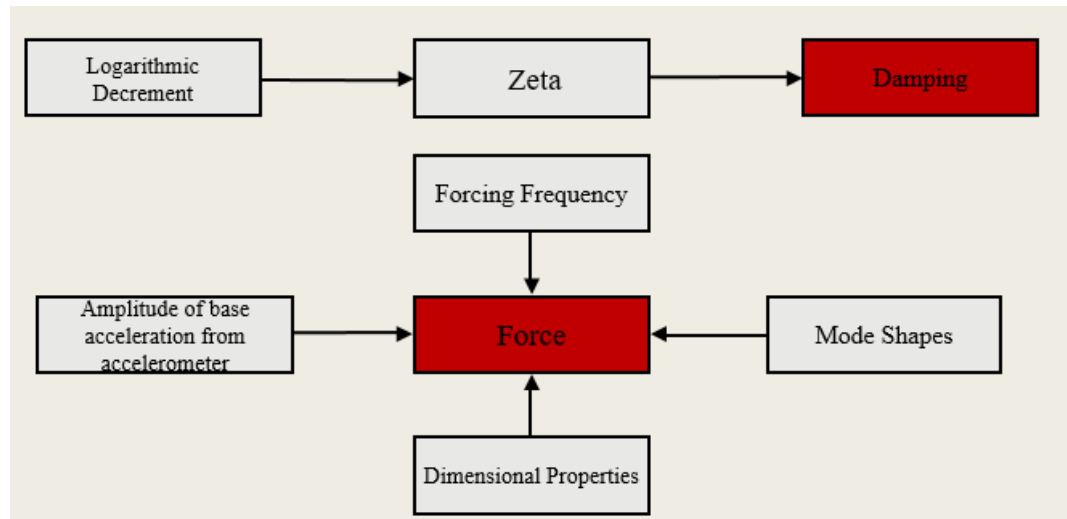 Logarithmic
Decrement
Zeta
Damping
Forcing Frequency
Amplitude of base
acceleration from
accelerometer
Force
Mode Shapes
Dimensional Properties